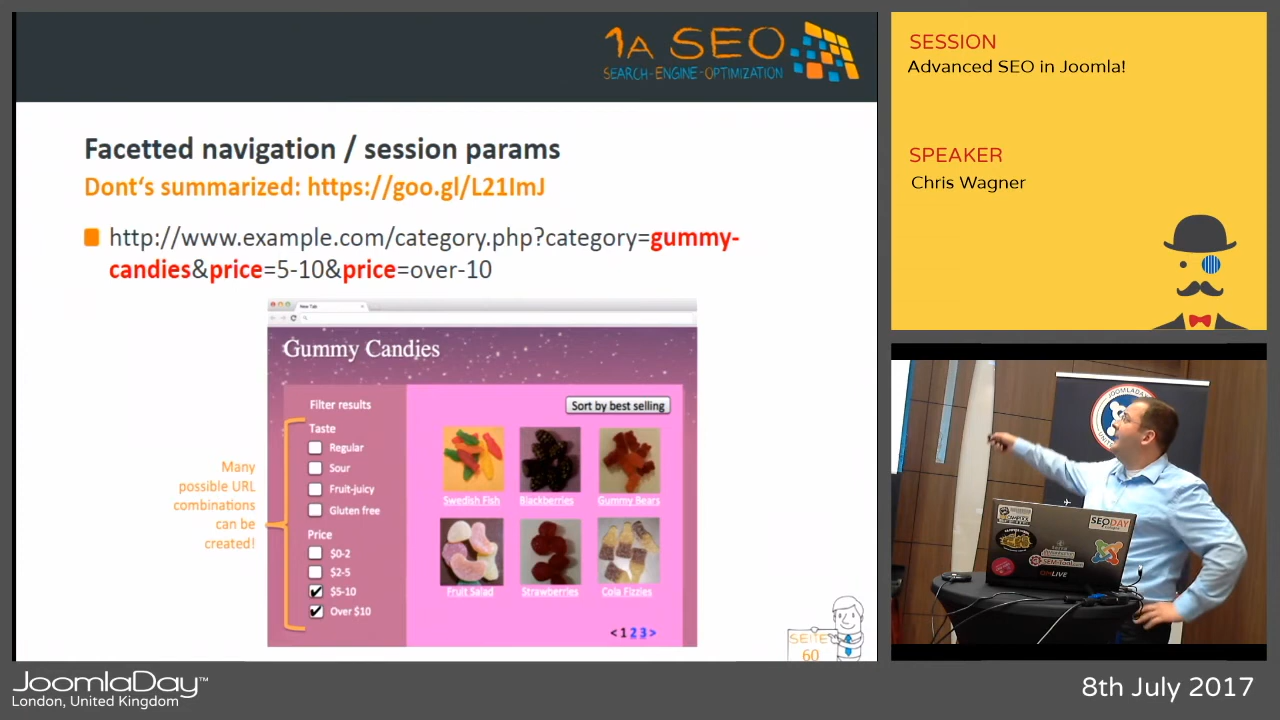 1A SEO
SEARCH-ENGINE-OPTIMIZATION
Facetted navigation / session params
Dont's summarized: https://goo.gl/L21ImJ
http://www.example.com/category.php?category=gummy-
candies&price=5-10&price=over-10
New Tab
Gummy Candies
Filter results
Sort by best selling
Taste
Regular
Sour
Fruit-juicy
Gluten free
Price
$0-2
$2-5
$5-10
Over $10
Swedish Fish
Blackberries
Gummy Bears
Fruit Salad
Strawberries
Cola Fizzies
< 1 2 3 >
Many
possible URL
combinations
can be
created!
SEITE
60
SESSION
Advanced SEO in Joomla!
SPEAKER
Chris Wagner
JOOMLADAY
SEODAY
JoomlaDay™
London, United Kingdom
8th July 2017